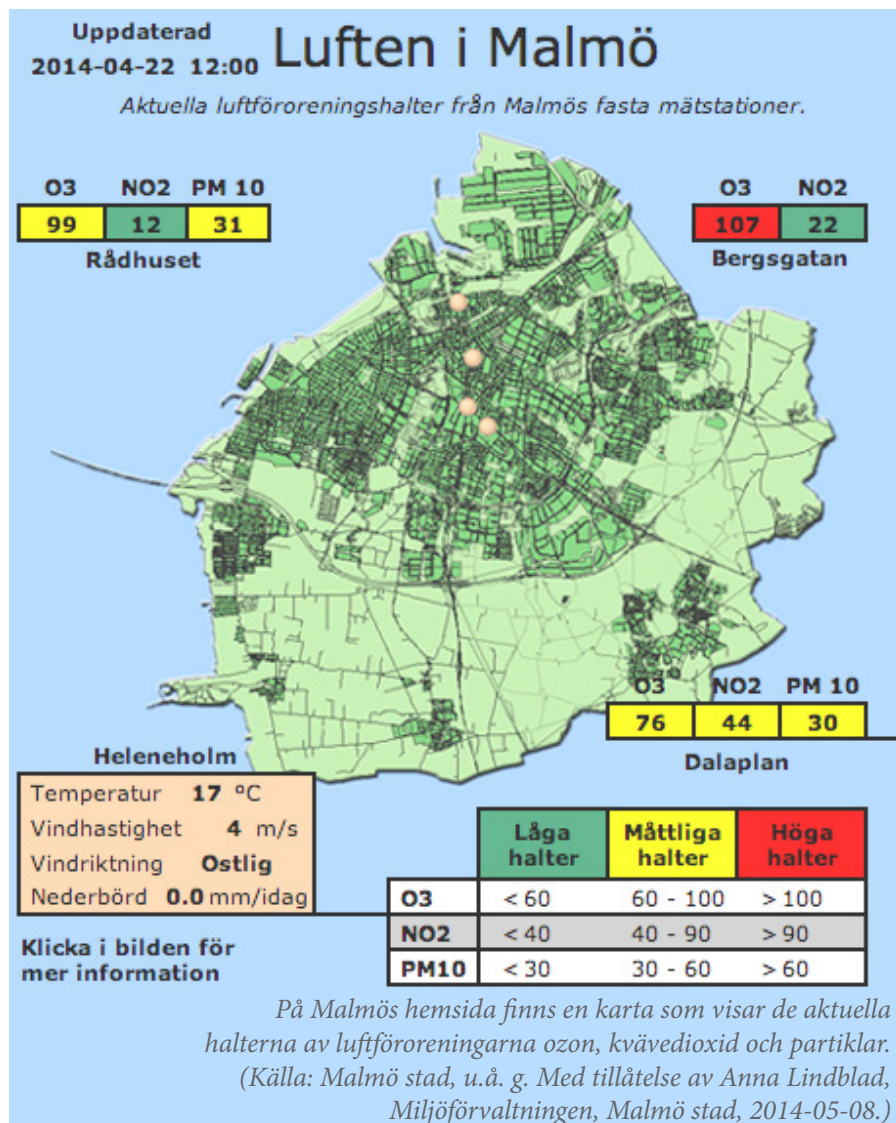 Uppdaterad
2014-04-22 12:00
Luften i Malmö
Aktuella luftföroreningshalter från Malmös fasta mätstationer.
O3 NO2 PM 10
99 12 31
Rådhuset
O3 NO2
107 22
Bergsgatan
O3 NO2 PM 10
76 44 30
Dalaplan
Heleneholm
Temperatur 17 °C
Vindhastighet 4 m/s
Vindriktning Ostlig
Nederbörd 0.0 mm/idag
Klicka i bilden för
mer information
Låga Måttliga Höga
halter halter halter
O3 < 60 60 - 100 > 100
NO2 < 40 40 - 90 > 90
PM10 < 30 30 - 60 > 60
På Malmös hemsida finns en karta som visar de aktuella
halterna av luftföroreningarna ozon, kvävedioxid och partiklar.
(Källa: Malmö stad, u.å. g. Med tillåtelse av Anna Lindblad,
Miljöförvaltningen, Malmö stad, 2014-05-08.)